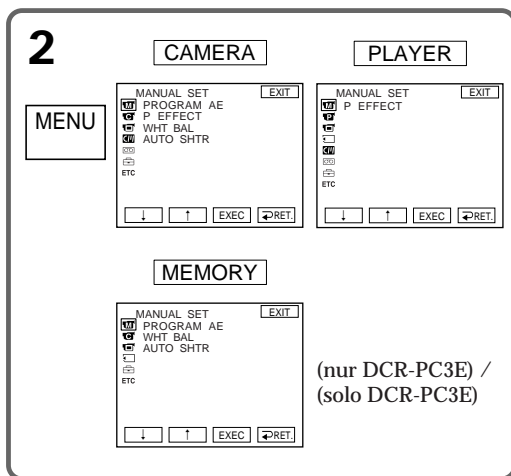 2
CAMERA
PLAYER
MENU
MANUAL SET EXIT
PROGRAM AE
P EFFECT
WHT BAL
AUTO SHTR
ETC
↓ ↑ EXEC RET.
MANUAL SET EXIT
P EFFECT
ETC
↓ ↑ EXEC RET.
MEMORY
MANUAL SET EXIT
PROGRAM AE
WHT BAL
AUTO SHTR
ETC
↓ ↑ EXEC RET.
(nur DCR-PC3E) /
(solo DCR-PC3E)